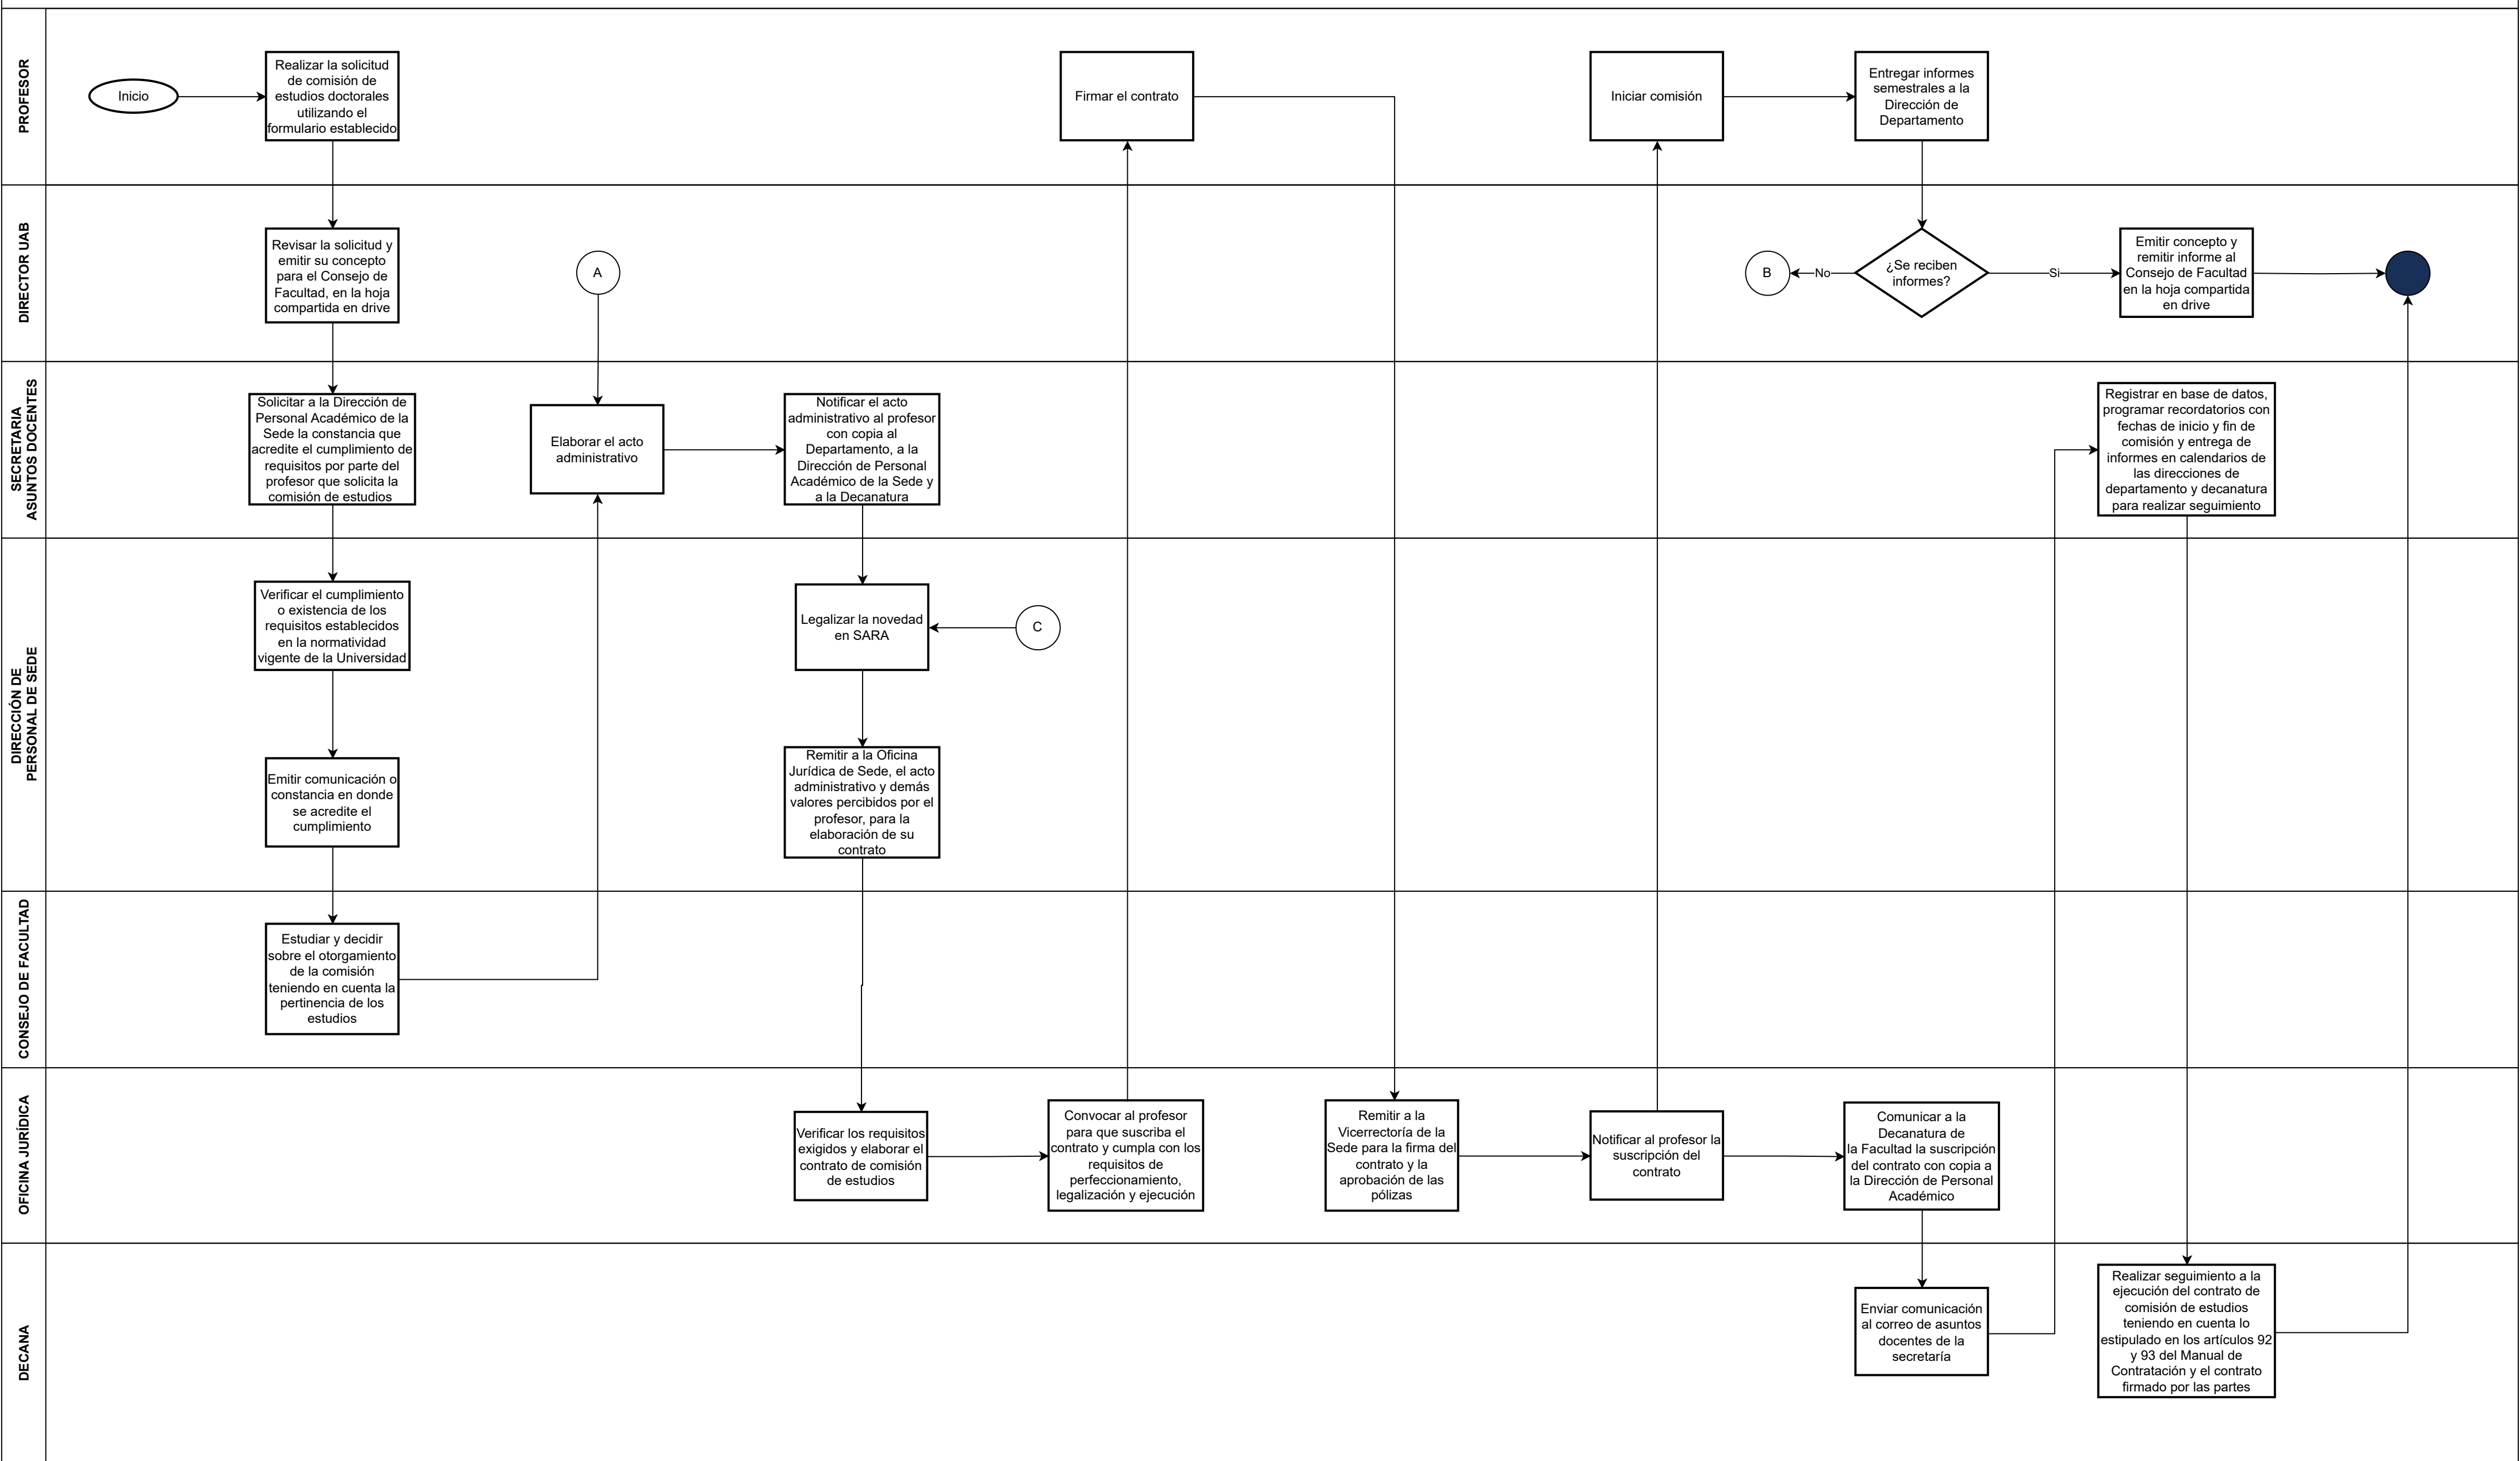 PROFESOR
Inicio
Realizar la solicitud
de comisión de
estudios doctorales
utilizando el
formulario establecido
Firmar el contrato
Iniciar comisión
Entregar informes
semestrales a la
Dirección de
Departamento
DIRECTOR UAB
Revisar la solicitud y
emitir su concepto
para el Consejo de
Facultad, en la hoja
compartida en drive
A
B
No
¿Se reciben
informes?
Si
Emitir concepto y
remitir informe al
Consejo de Facultad
en la hoja compartida
en drive
SECRETARIA
ASUNTOS DOCENTES
Solicitar a la Dirección de
Personal Académico de la
Sede la constancia que
acredite el cumplimiento de
requisitos por parte del
profesor que solicita la
comisión de estudios
Elaborar el acto
administrativo
Notificar el acto
administrativo al profesor
con copia al
Departamento, a la
Dirección de Personal
Académico de la Sede y
a la Decanatura
Registrar en base de datos,
programar recordatorios con
fechas de inicio y fin de
comisión y entrega de
informes en calendarios de
las direcciones de
departamento y decanatura
para realizar seguimiento
DIRECCIÓN DE
PERSONAL DE SEDE
Verificar el cumplimiento
o existencia de los
requisitos establecidos
en la normatividad
vigente de la Universidad
Legalizar la novedad
en SARA
C
Emitir comunicación o
constancia en donde
se acredite el
cumplimiento
Remitir a la Oficina
Jurídica de Sede, el acto
administrativo y demás
valores percibidos por el
profesor, para la
elaboración de su
contrato
CONSEJO DE FACULTAD
Estudiar y decidir
sobre el otorgamiento
de la comisión
teniendo en cuenta la
pertinencia de los
estudios
OFICINA JURÍDICA
Verificar los requisitos
exigidos y elaborar el
contrato de comisión
de estudios
Convocar al profesor
para que suscriba el
contrato y cumpla con los
requisitos de
perfeccionamiento,
legalización y ejecución
Remitir a la
Vicerrectoría de la
Sede para la firma del
contrato y la
aprobación de las
pólizas
Notificar al profesor la
suscripción del
contrato
Comunicar a la
Decanatura de
la Facultad la suscripción
del contrato con copia a
la Dirección de Personal
Académico
DECANA
Enviar comunicación
al correo de asuntos
docentes de la
secretaría
Realizar seguimiento a la
ejecución del contrato de
comisión de estudios
teniendo en cuenta lo
estipulado en los artículos 92
y 93 del Manual de
Contratación y el contrato
firmado por las partes